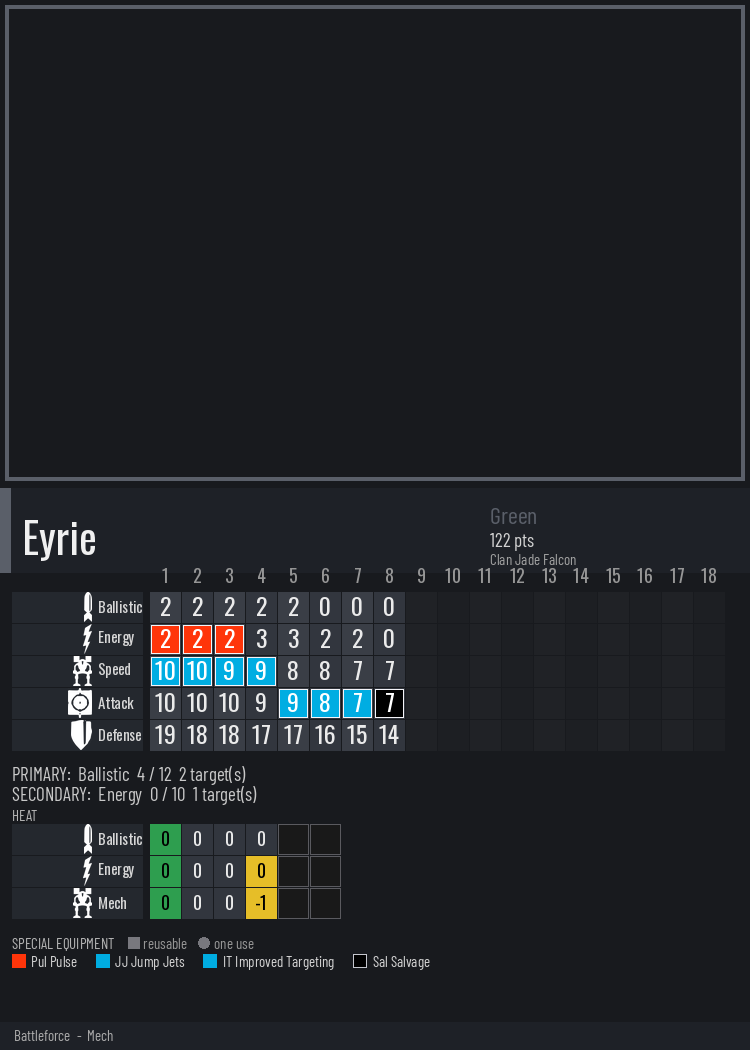 Eyrie
Green
122 pts
Clan Jade Falcon
1 2 3 4 5 6 7 8 9 10 11 12 13 14 15 16 17 18
Ballistic 2 2 2 2 2 0 0 0
Energy 2 2 2 3 3 2 2 0
Speed 10 10 9 9 8 8 7 7
Attack 10 10 10 9 9 8 7 7
Defense 19 18 18 17 17 16 15 14
PRIMARY: Ballistic 4 / 12 2 target(s)
SECONDARY: Energy 0 / 10 1 target(s)
HEAT
Ballistic 0 0 0 0
Energy 0 0 0 0
Mech 0 0 0 -1
SPECIAL EQUIPMENT reusable one use
Pul Pulse JJ Jump Jets IT Improved Targeting Sal Salvage
Battleforce - Mech